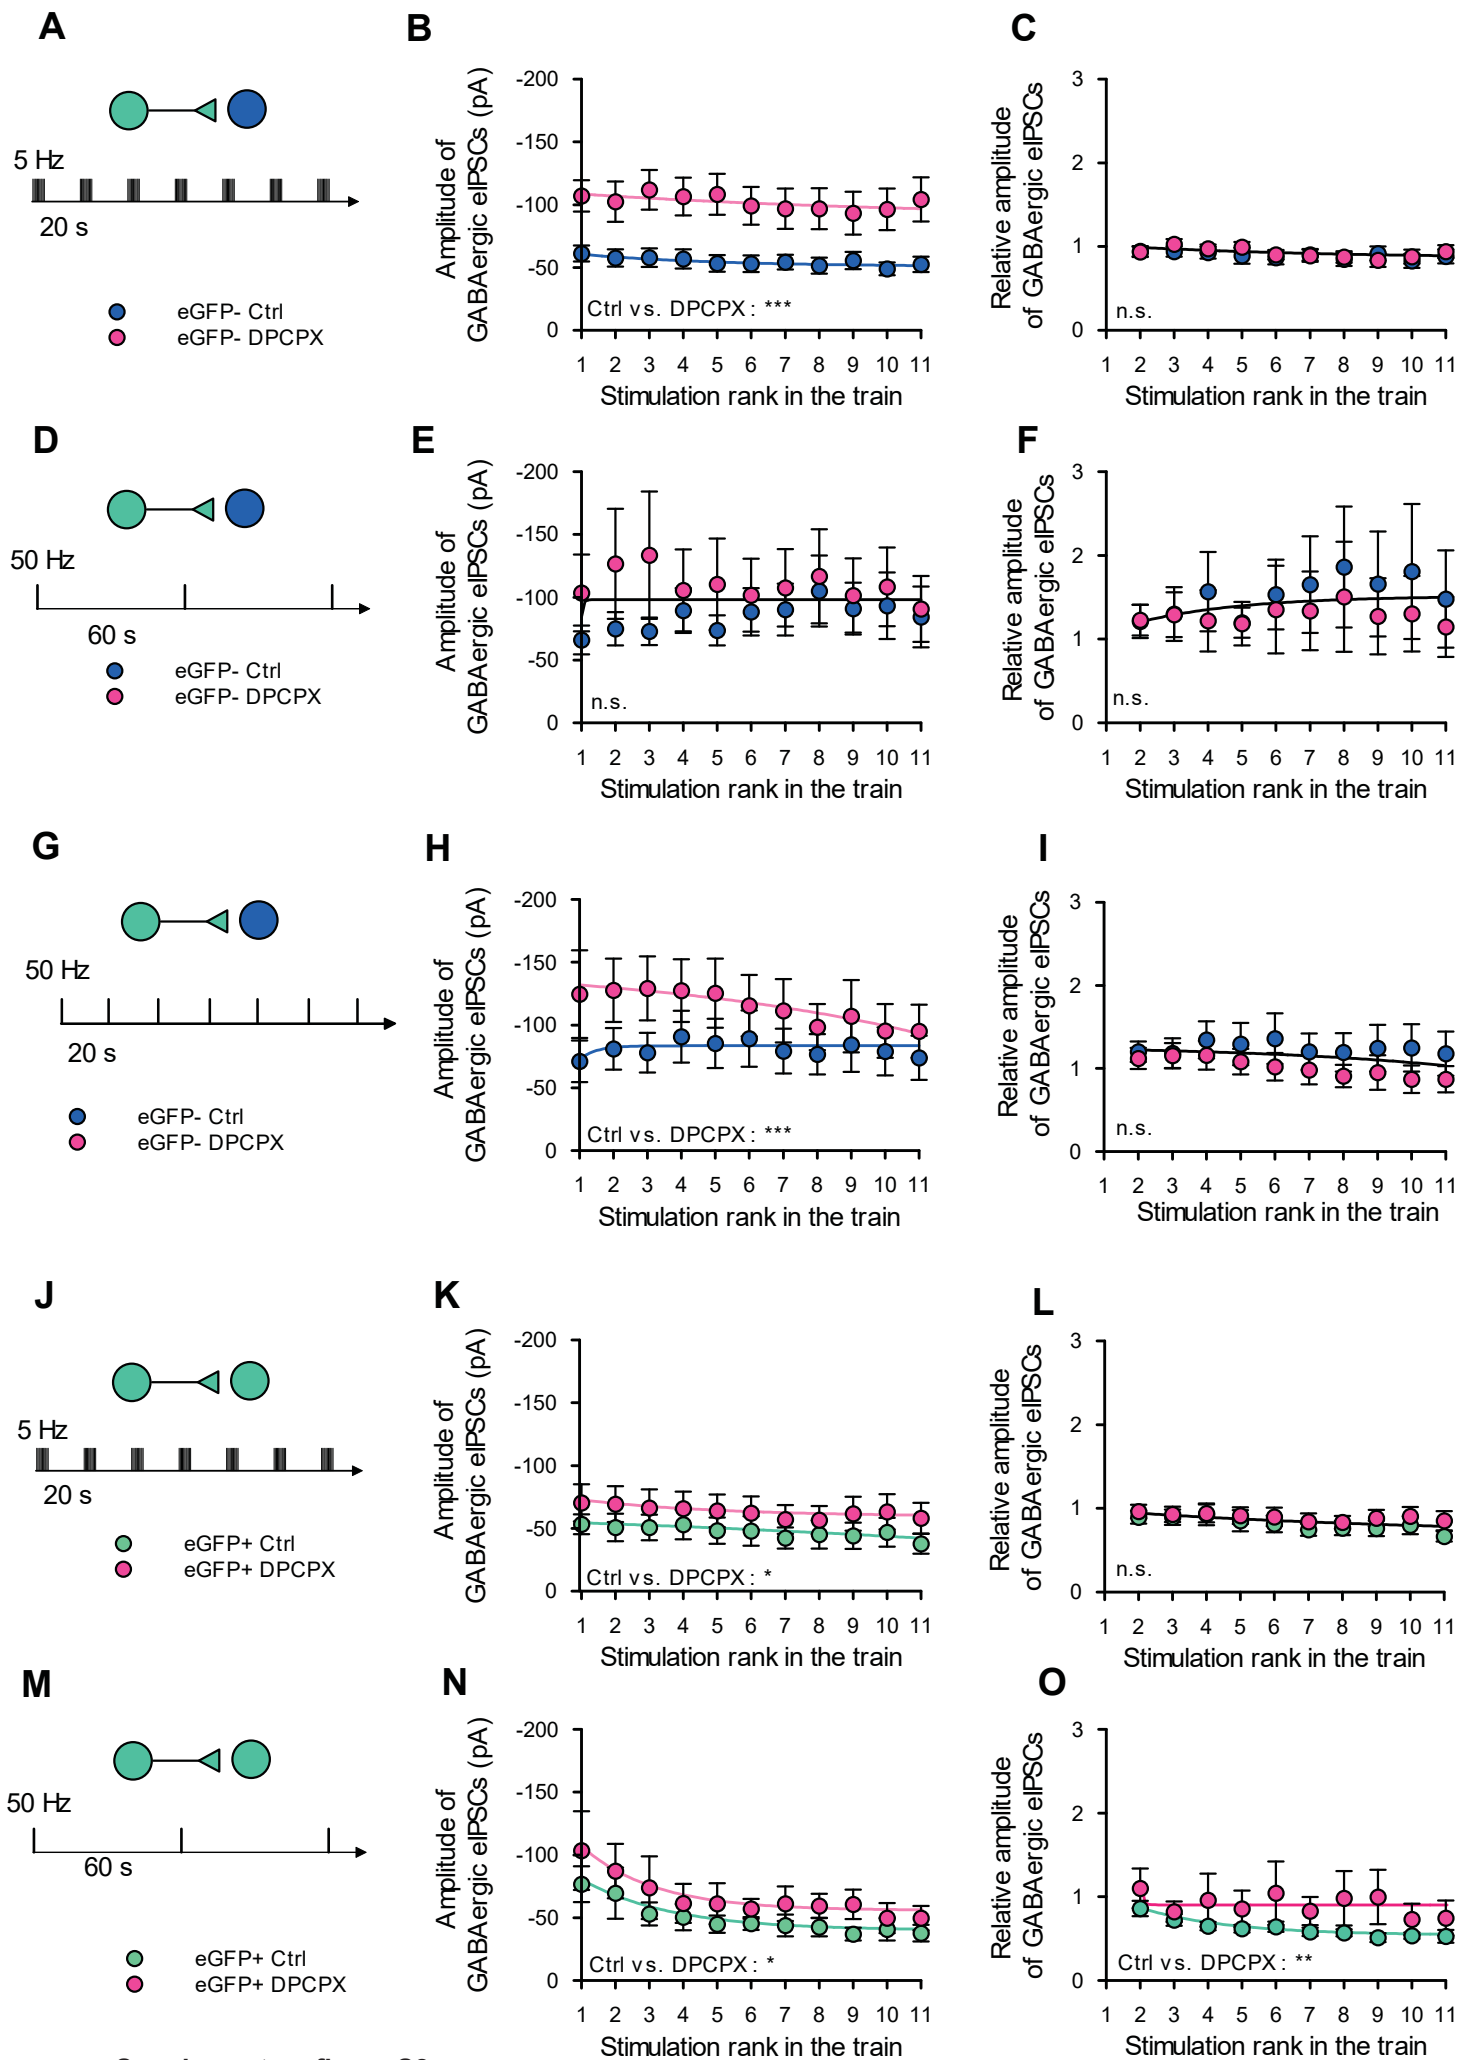 A
5 Hz
20 s
eGFP- Ctrl
eGFP- DPCPX
B
Amplitude of
GABAergic eIPSCs (pA)
-200
-150
-100
-50
0
Ctrl vs. DPCPX : ***
1 2 3 4 5 6 7 8 9 10 11
Stimulation rank in the train
C
Relative amplitude
of GABAergic eIPSCs
3
2
1
0
n.s.
1 2 3 4 5 6 7 8 9 10 11
Stimulation rank in the train
D
50 Hz
60 s
eGFP- Ctrl
eGFP- DPCPX
E
Amplitude of
GABAergic eIPSCs (pA)
-200
-150
-100
-50
0
n.s.
1 2 3 4 5 6 7 8 9 10 11
Stimulation rank in the train
F
Relative amplitude
of GABAergic eIPSCs
3
2
1
0
n.s.
1 2 3 4 5 6 7 8 9 10 11
Stimulation rank in the train
G
50 Hz
20 s
eGFP- Ctrl
eGFP- DPCPX
H
Amplitude of
GABAergic eIPSCs (pA)
-200
-150
-100
-50
0
Ctrl vs. DPCPX : ***
1 2 3 4 5 6 7 8 9 10 11
Stimulation rank in the train
I
Relative amplitude
of GABAergic eIPSCs
3
2
1
0
n.s.
1 2 3 4 5 6 7 8 9 10 11
Stimulation rank in the train
J
5 Hz
20 s
eGFP+ Ctrl
eGFP+ DPCPX
K
Amplitude of
GABAergic eIPSCs (pA)
-200
-150
-100
-50
0
Ctrl vs. DPCPX : *
1 2 3 4 5 6 7 8 9 10 11
Stimulation rank in the train
L
Relative amplitude
of GABAergic eIPSCs
3
2
1
0
n.s.
1 2 3 4 5 6 7 8 9 10 11
Stimulation rank in the train
M
50 Hz
60 s
eGFP+ Ctrl
eGFP+ DPCPX
N
Amplitude of
GABAergic eIPSCs (pA)
-200
-150
-100
-50
0
Ctrl vs. DPCPX : *
1 2 3 4 5 6 7 8 9 10 11
Stimulation rank in the train
O
Relative amplitude
of GABAergic eIPSCs
3
2
1
0
Ctrl vs. DPCPX : **
1 2 3 4 5 6 7 8 9 10 11
Stimulation rank in the train